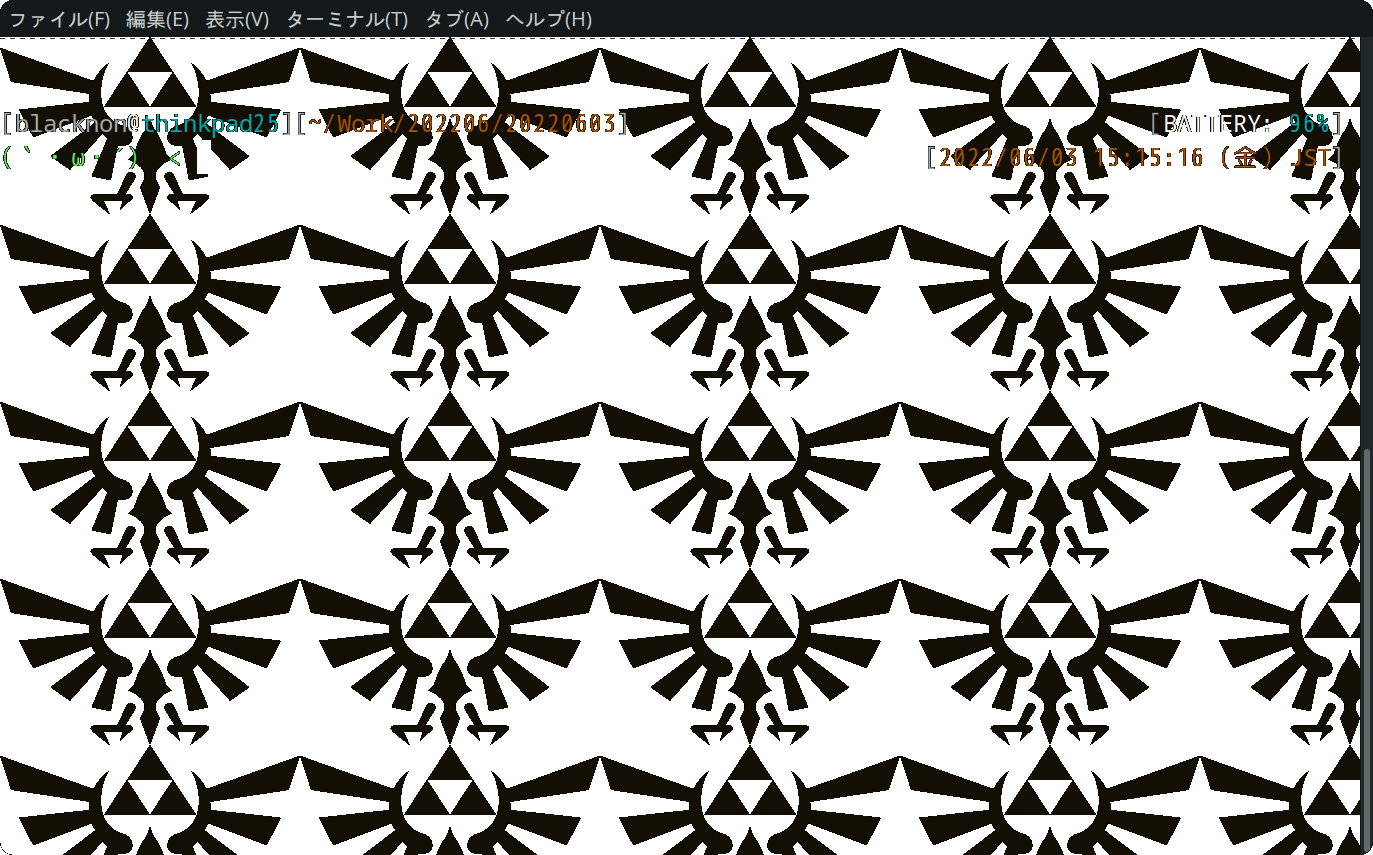 ファイル(F) 編集(E) 表示(V) ターミナル(T) タブ(A) ヘルプ(H)
[blacknon@thinkpad25][~/Work/202206/20220603] [BATTERY: 96%]
(｀・ω・´) < [2022/06/03 15:15:16 (金) JST]